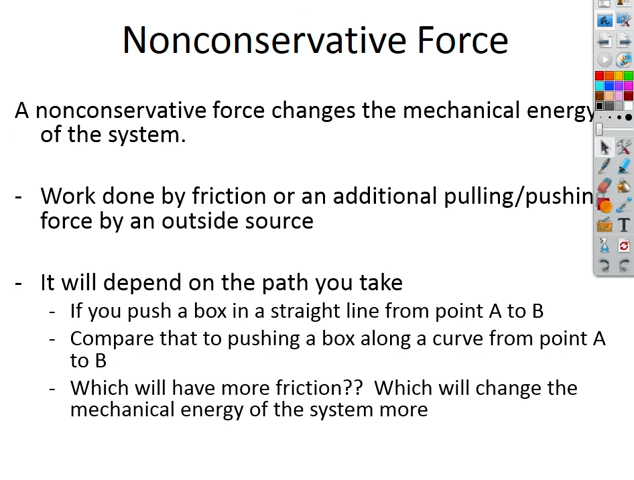 Nonconservative Force
A nonconservative force changes the mechanical energy
of the system.
- Work done by friction or an additional pulling/pushin
force by an outside source
- It will depend on the path you take
- If you push a box in a straight line from point A to B
- Compare that to pushing a box along a curve from point A
to B
- Which will have more friction?? Which will change the
mechanical energy of the system more